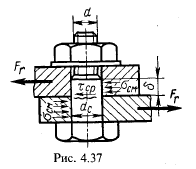 d
F_r
τ_ср
σ_см
δ
σ_см
d_c
F_r
Рис. 4.37